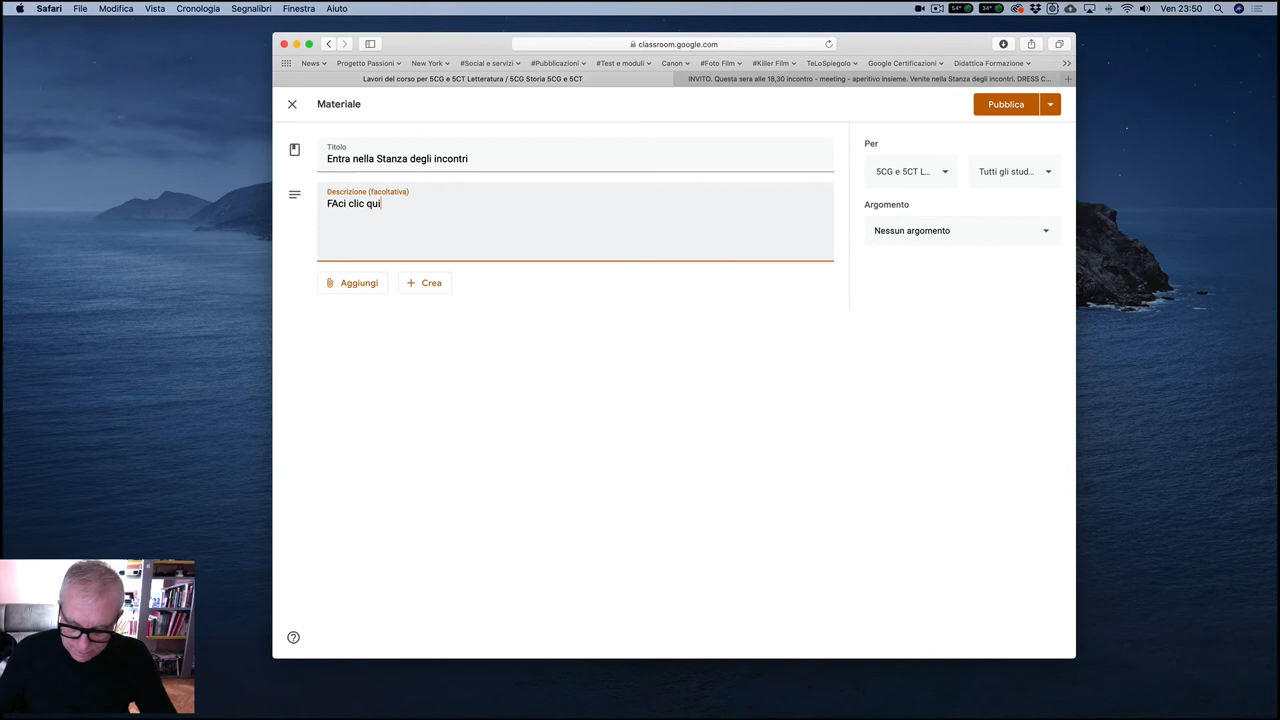 Safari File Modifica Vista Cronologia Segnalibri Finestra Aiuto 54° 34° Ven 23:50
classroom.google.com
News Progetto Passioni New York #Social e servizi #Pubblicazioni #Test e moduli Canon #Foto Film #Killer Film TeLoSpiegolo Google Certificazioni Didattica Formazione
Lavori del corso per 5CG e 5CT Letteratura / 5CG Storia 5CG e 5CT INVITO. Questa sera alle 18,30 incontro - meeting - aperitivo insieme. Venite nella Stanza degli incontri. DRESS C...
Materiale Pubblica
Titolo
Entra nella Stanza degli incontri
Descrizione (facoltativa)
FAci clic qui
Aggiungi Crea
Per
5CG e 5CT L... Tutti gli stud...
Argomento
Nessun argomento